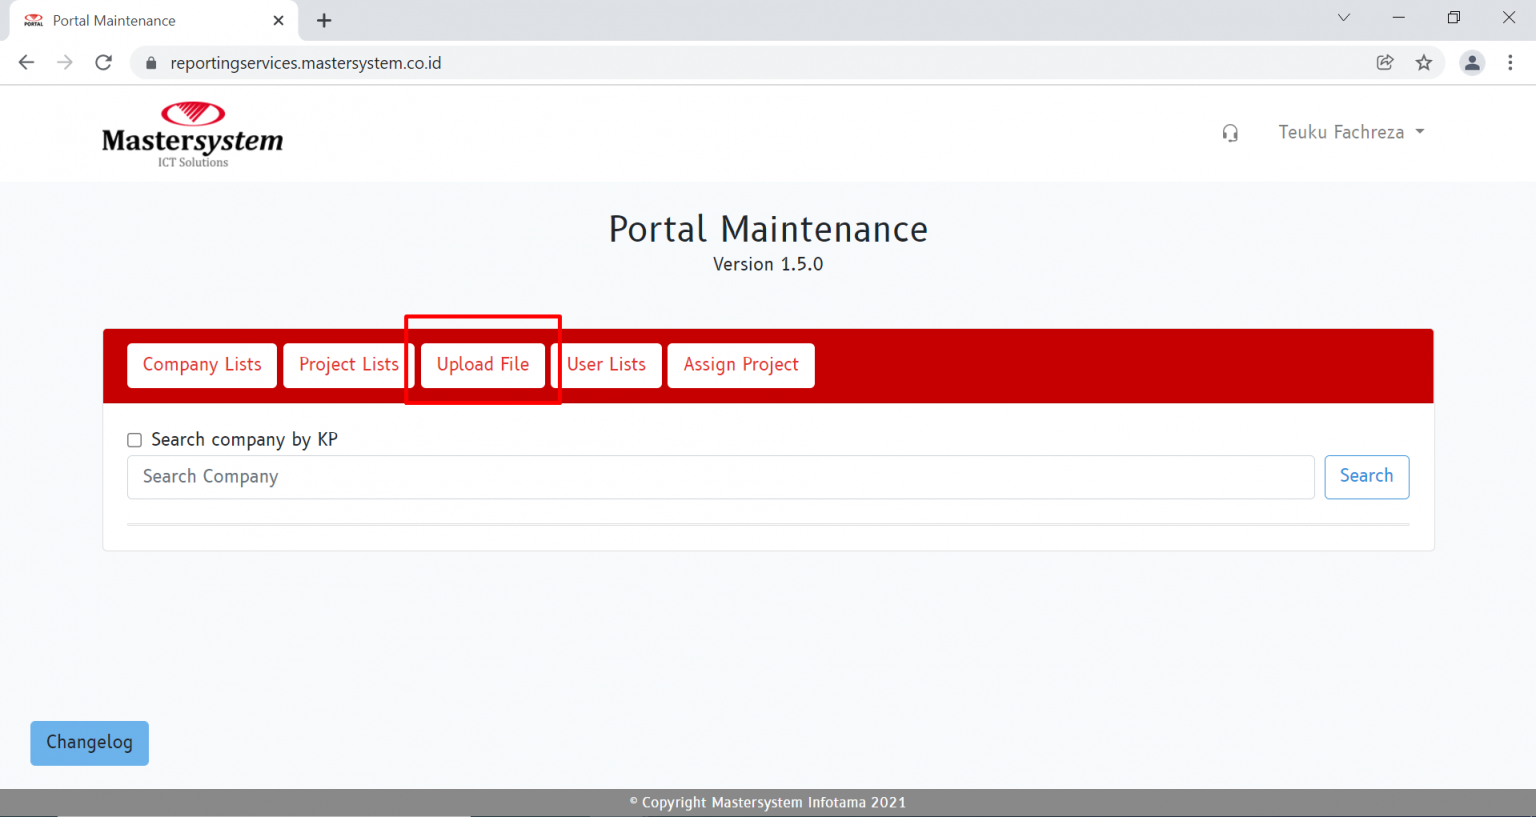 PORTAL
Portal Maintenance
reportingservices.mastersystem.co.id
Mastersystem
ICT Solutions
Teuku Fachreza
Portal Maintenance
Version 1.5.0
Company Lists Project Lists Upload File User Lists Assign Project
Search company by KP
Search Company
Search
Changelog
© Copyright Mastersystem Infotama 2021